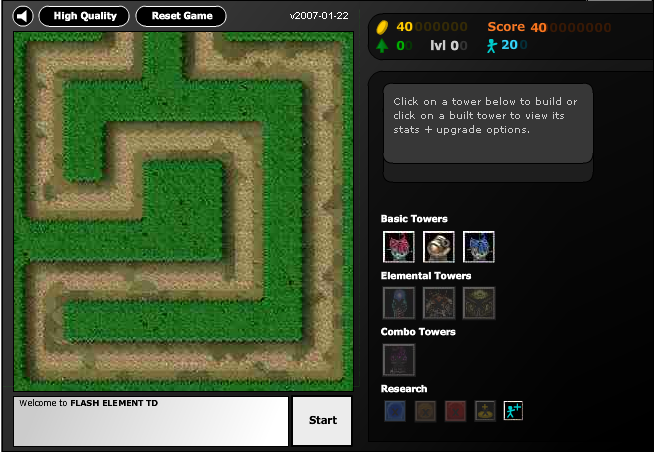 High Quality
Reset Game
v2007-01-22
40
Score 40
0
lvl 0
20
Click on a tower below to build or
click on a built tower to view its
stats + upgrade options.
Basic Towers
Elemental Towers
Combo Towers
Research
Welcome to FLASH ELEMENT TD
Start